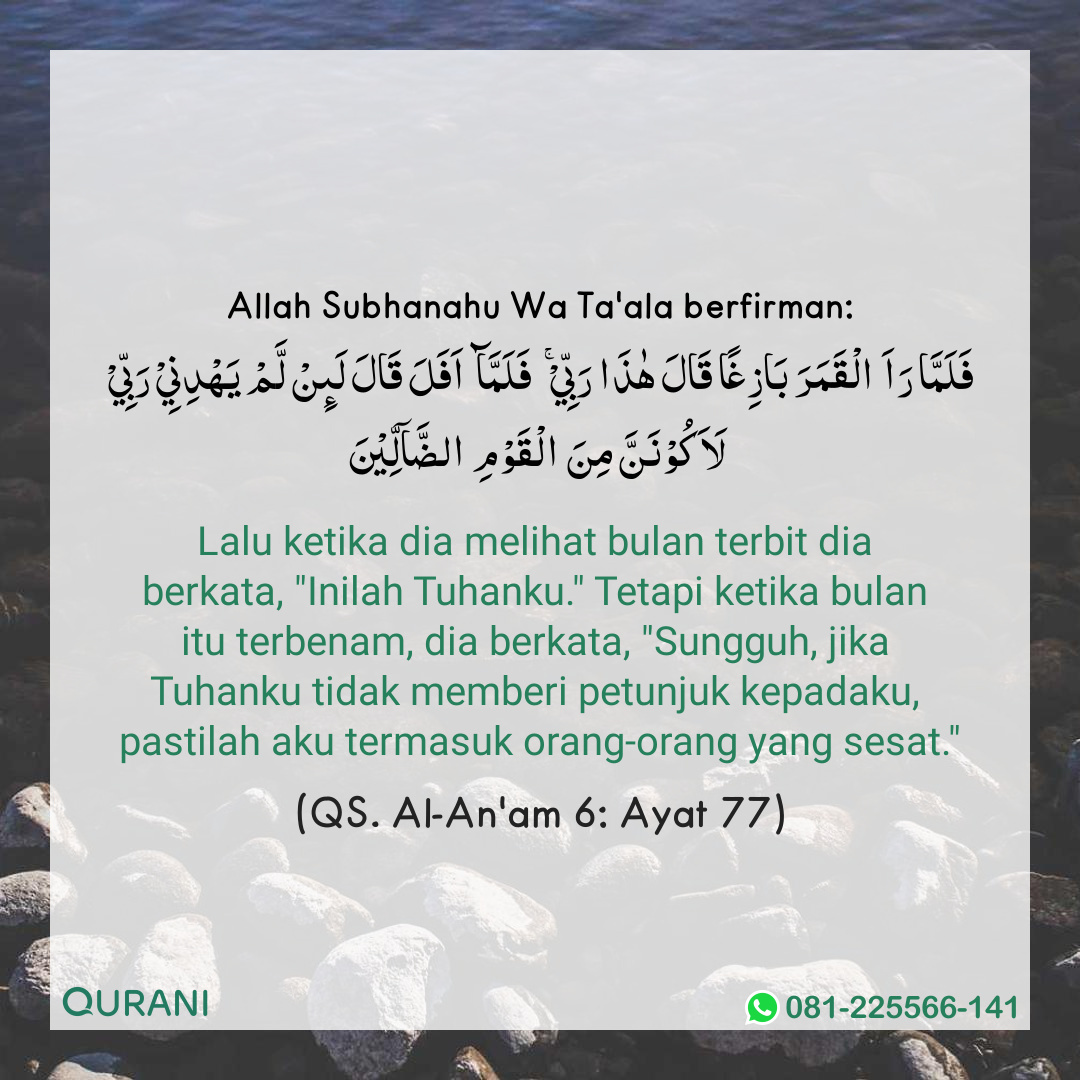 Allah Subhanahu Wa Ta'ala berfirman:
فَلَمَّا رَاَ الْقَمَرَ بَازِغًا قَالَ هٰذَا رَبِّيْ ۚ فَلَمَّاۤ اَفَلَ قَالَ لَىِٕنْ لَّمْ يَهْدِنِيْ رَبِّيْ
لَاَ كُوْنَنَّ مِنَ الْقَوْمِ الضَّآلِّيْنَ
Lalu ketika dia melihat bulan terbit dia
berkata, "Inilah Tuhanku." Tetapi ketika bulan
itu terbenam, dia berkata, "Sungguh, jika
Tuhanku tidak memberi petunjuk kepadaku,
pastilah aku termasuk orang-orang yang sesat."
(QS. Al-An'am 6: Ayat 77)
QURANI
081-225566-141